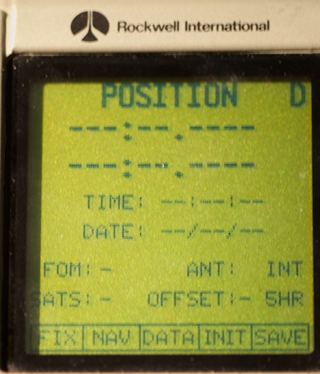 Rockwell International
POSITION D
---:--.----
---:--.----
TIME: --:--:--
DATE: --/--/--
FOM:- ANT: INT
SATS:- OFFSET:- 5HR
FIX NAV DATA INIT SAVE